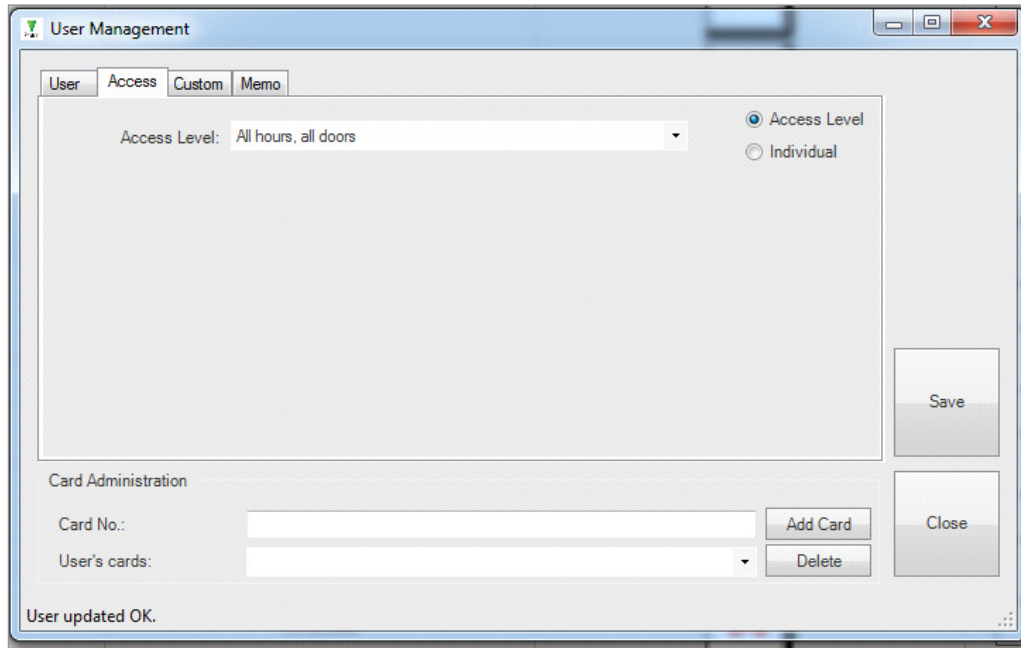 User Management
User Access Custom Memo
Access Level: All hours, all doors
Access Level
Individual
Save
Card Administration
Card No.: Add Card
Close
User's cards: Delete
User updated OK.